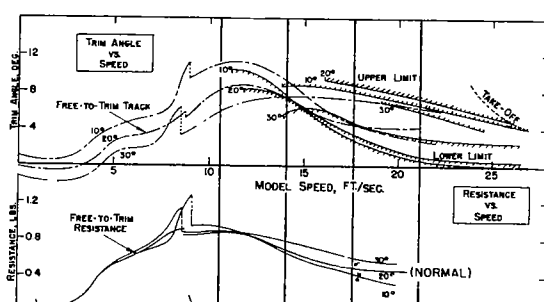 TRIM ANGLE
VS.
SPEED
TRIM ANGLE, DEG.
12
8
4
0
FREE-TO-TRIM TRACK
10°
20°
30°
10°
20°
30°
20°
10°
UPPER LIMIT
30°
TAKE-OFF
LOWER LIMIT
5
10
15
20
25
MODEL SPEED, FT/SEC.
RESISTANCE
VS.
SPEED
RESISTANCE, LBS.
1.2
0.8
0.4
FREE-TO-TRIM
RESISTANCE
30°
20°
(NORMAL)
10°